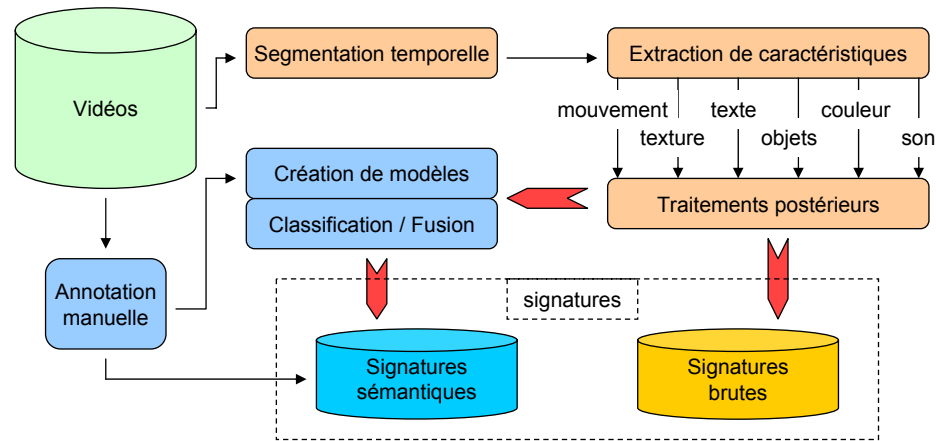 Vidéos
Segmentation temporelle
Extraction de caractéristiques
mouvement
texte
couleur
texture
objets
son
Création de modèles
Classification / Fusion
Traitements postérieurs
Annotation
manuelle
signatures
Signatures
sémantiques
Signatures
brutes